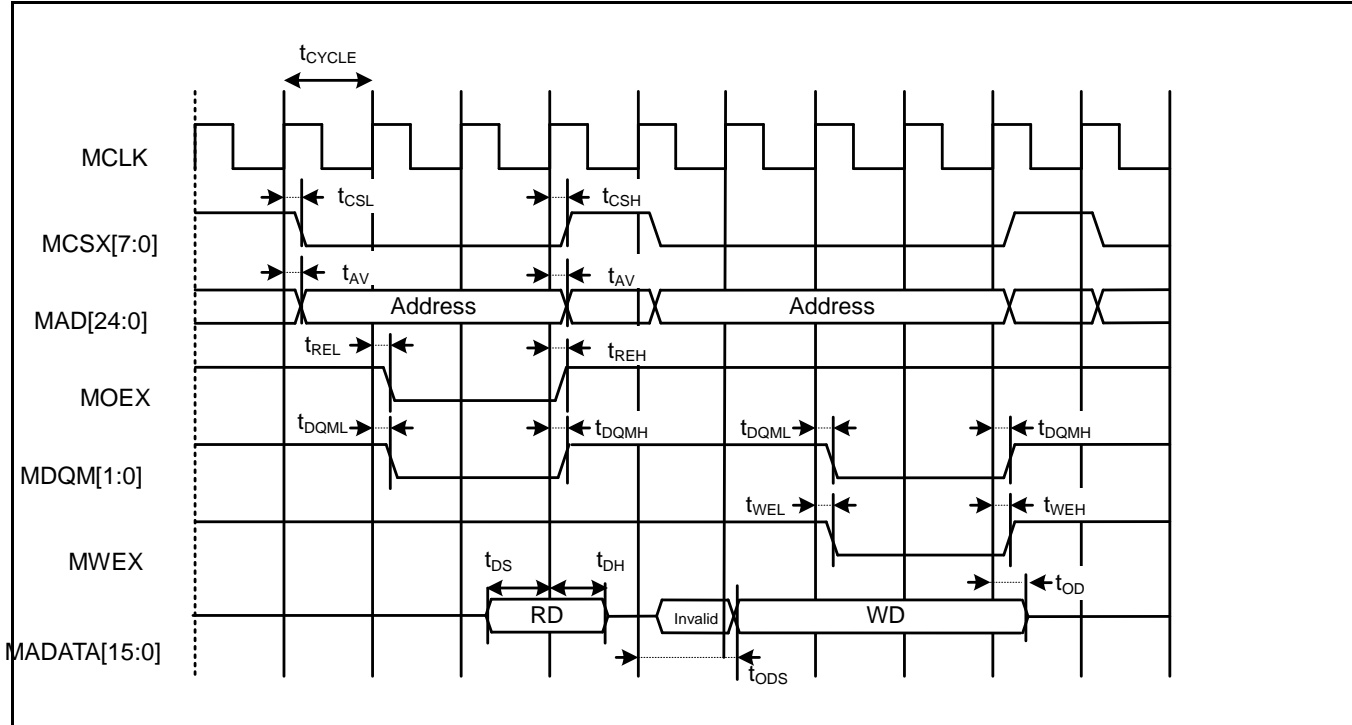 tCYCLE
MCLK
tCSL tCSH
MCSX[7:0]
tAV tAV
Address Address
MAD[24:0]
tREL tREH
MOEX
tDQML tDQMH tDQML tDQMH
MDQM[1:0]
tWEL tWEH
MWEX
tDS tDH
tOD
RD Invalid WD
MADATA[15:0]
tODS